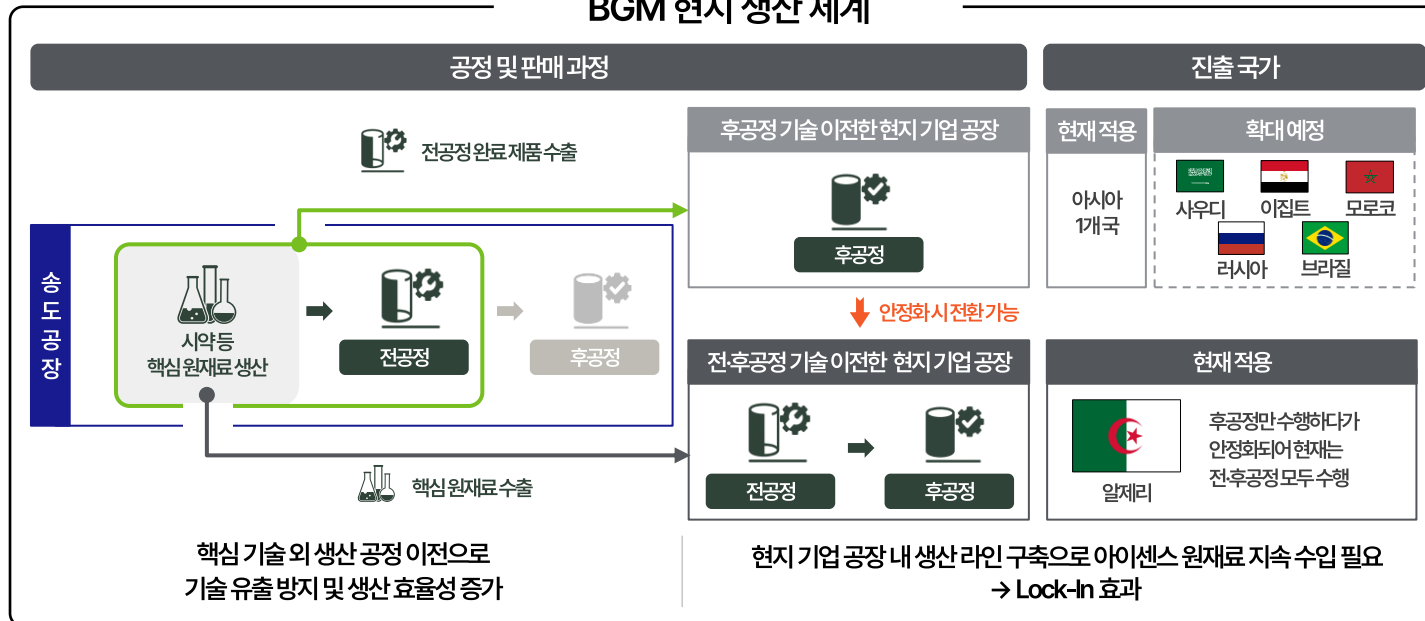 BGM 현지 생산 체계
공정 및 판매 과정
진출 국가
전공정 완료 제품 수출
후공정 기술 이전한 현지 기업 공장
후공정
현재 적용
아시아
1개국
확대 예정
사우디
이집트
모로코
러시아
브라질
송도공장
시약 등
핵심 원재료 생산
전공정
후공정
안정화 시 전환 가능
핵심 원재료 수출
전·후공정 기술 이전한 현지 기업 공장
전공정
후공정
현재 적용
알제리
후공정만 수행하다가
안정화되어 현재는
전·후공정 모두 수행
핵심 기술 외 생산 공정 이전으로
기술 유출 방지 및 생산 효율성 증가
현지 기업 공장 내 생산 라인 구축으로 아이센스 원재료 지속 수입 필요
→ Lock-In 효과